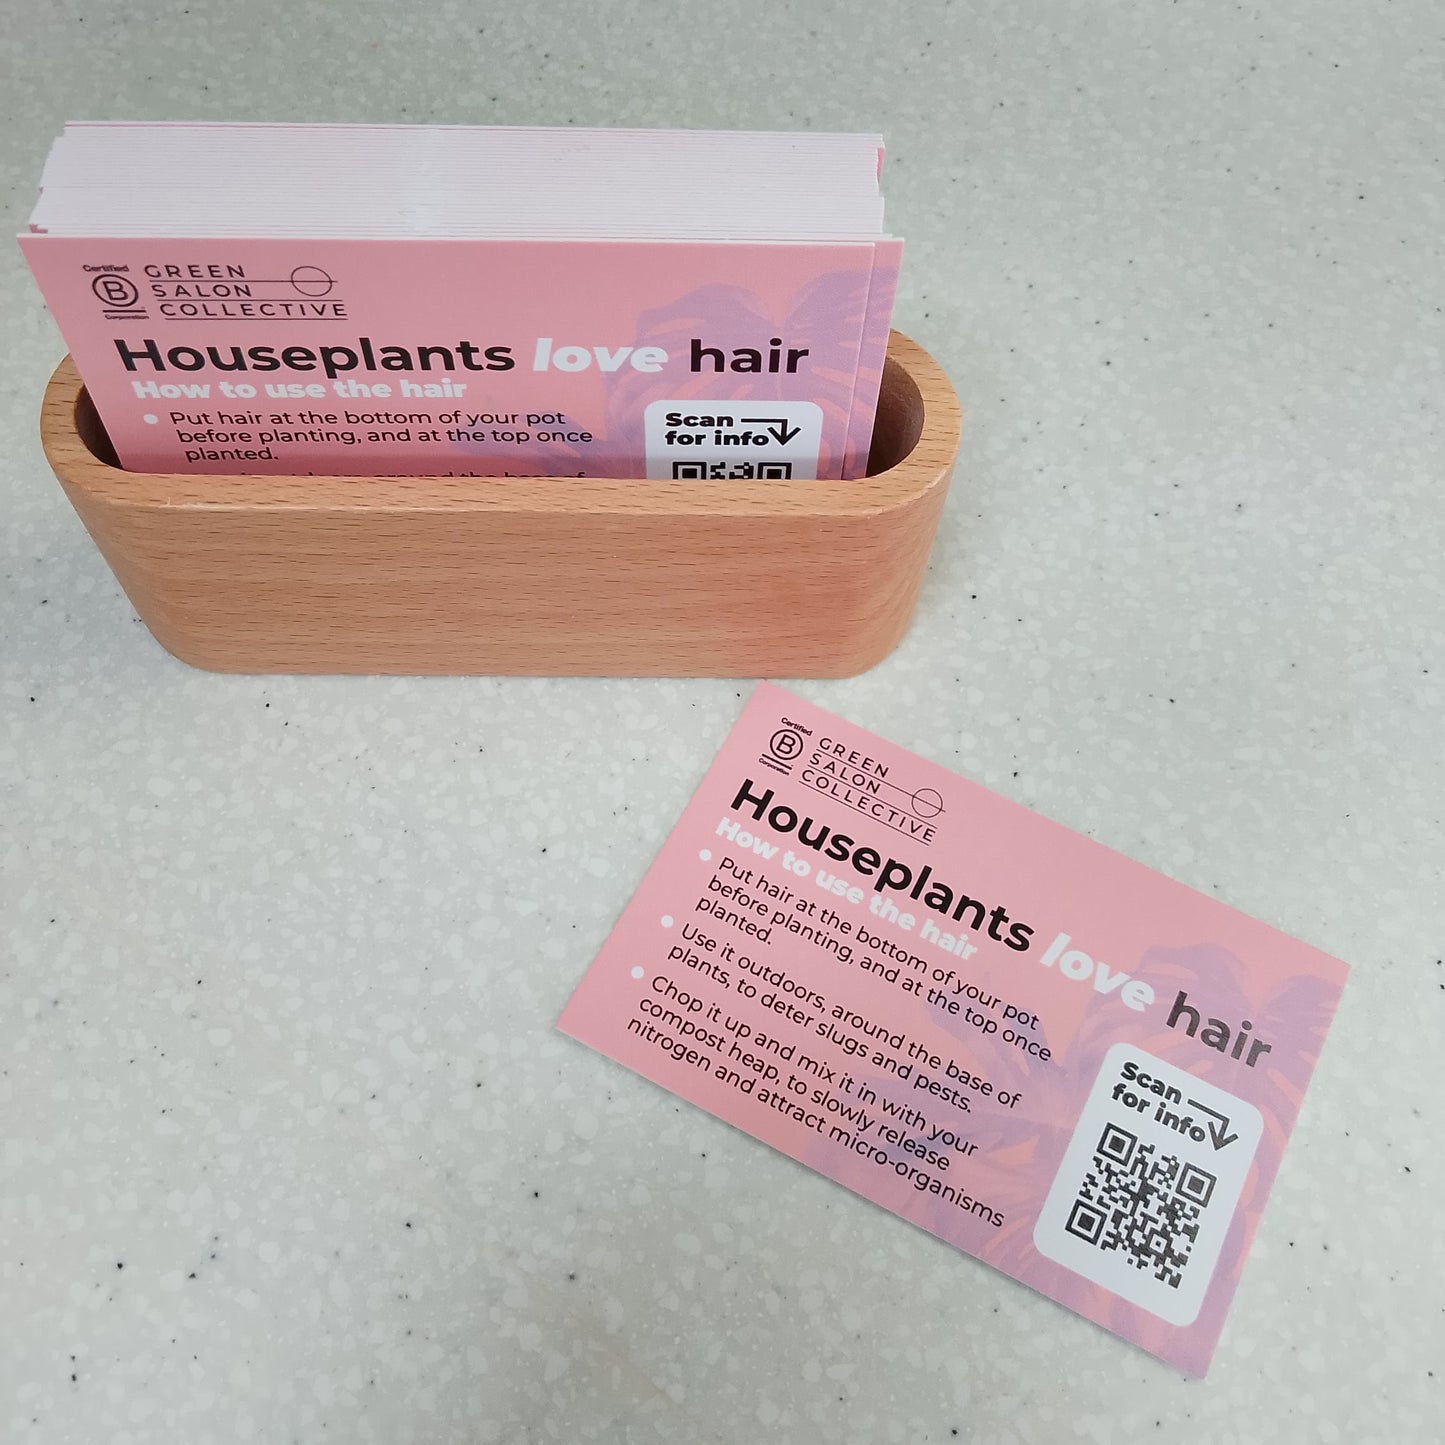 Certified
B
Corporation
GREEN
SALON
COLLECTIVE
Houseplants love hair
How to use the hair
Put hair at the bottom of your pot
before planting, and at the top once
planted.
around the base of
Scan
for info
Certified
B
Corporation
GREEN
SALON
COLLECTIVE
Houseplants love hair
How to use the hair
Put hair at the bottom of your pot
before planting, and at the top once
planted.
Use it outdoors, around the base of
plants, to deter slugs and pests.
Chop it up and mix it in with your
compost heap, to slowly release
nitrogen and attract micro-organisms
Scan
for info